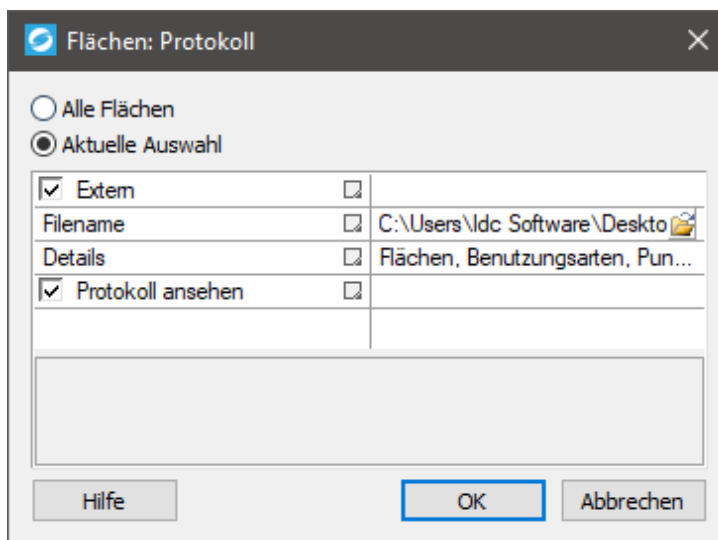 Flächen: Protokoll
Alle Flächen
Aktuelle Auswahl
Extern
Filename C:\Users\Idc Software\Deskto
Details Flächen, Benutzungsarten, Pun...
Protokoll ansehen
Hilfe OK Abbrechen